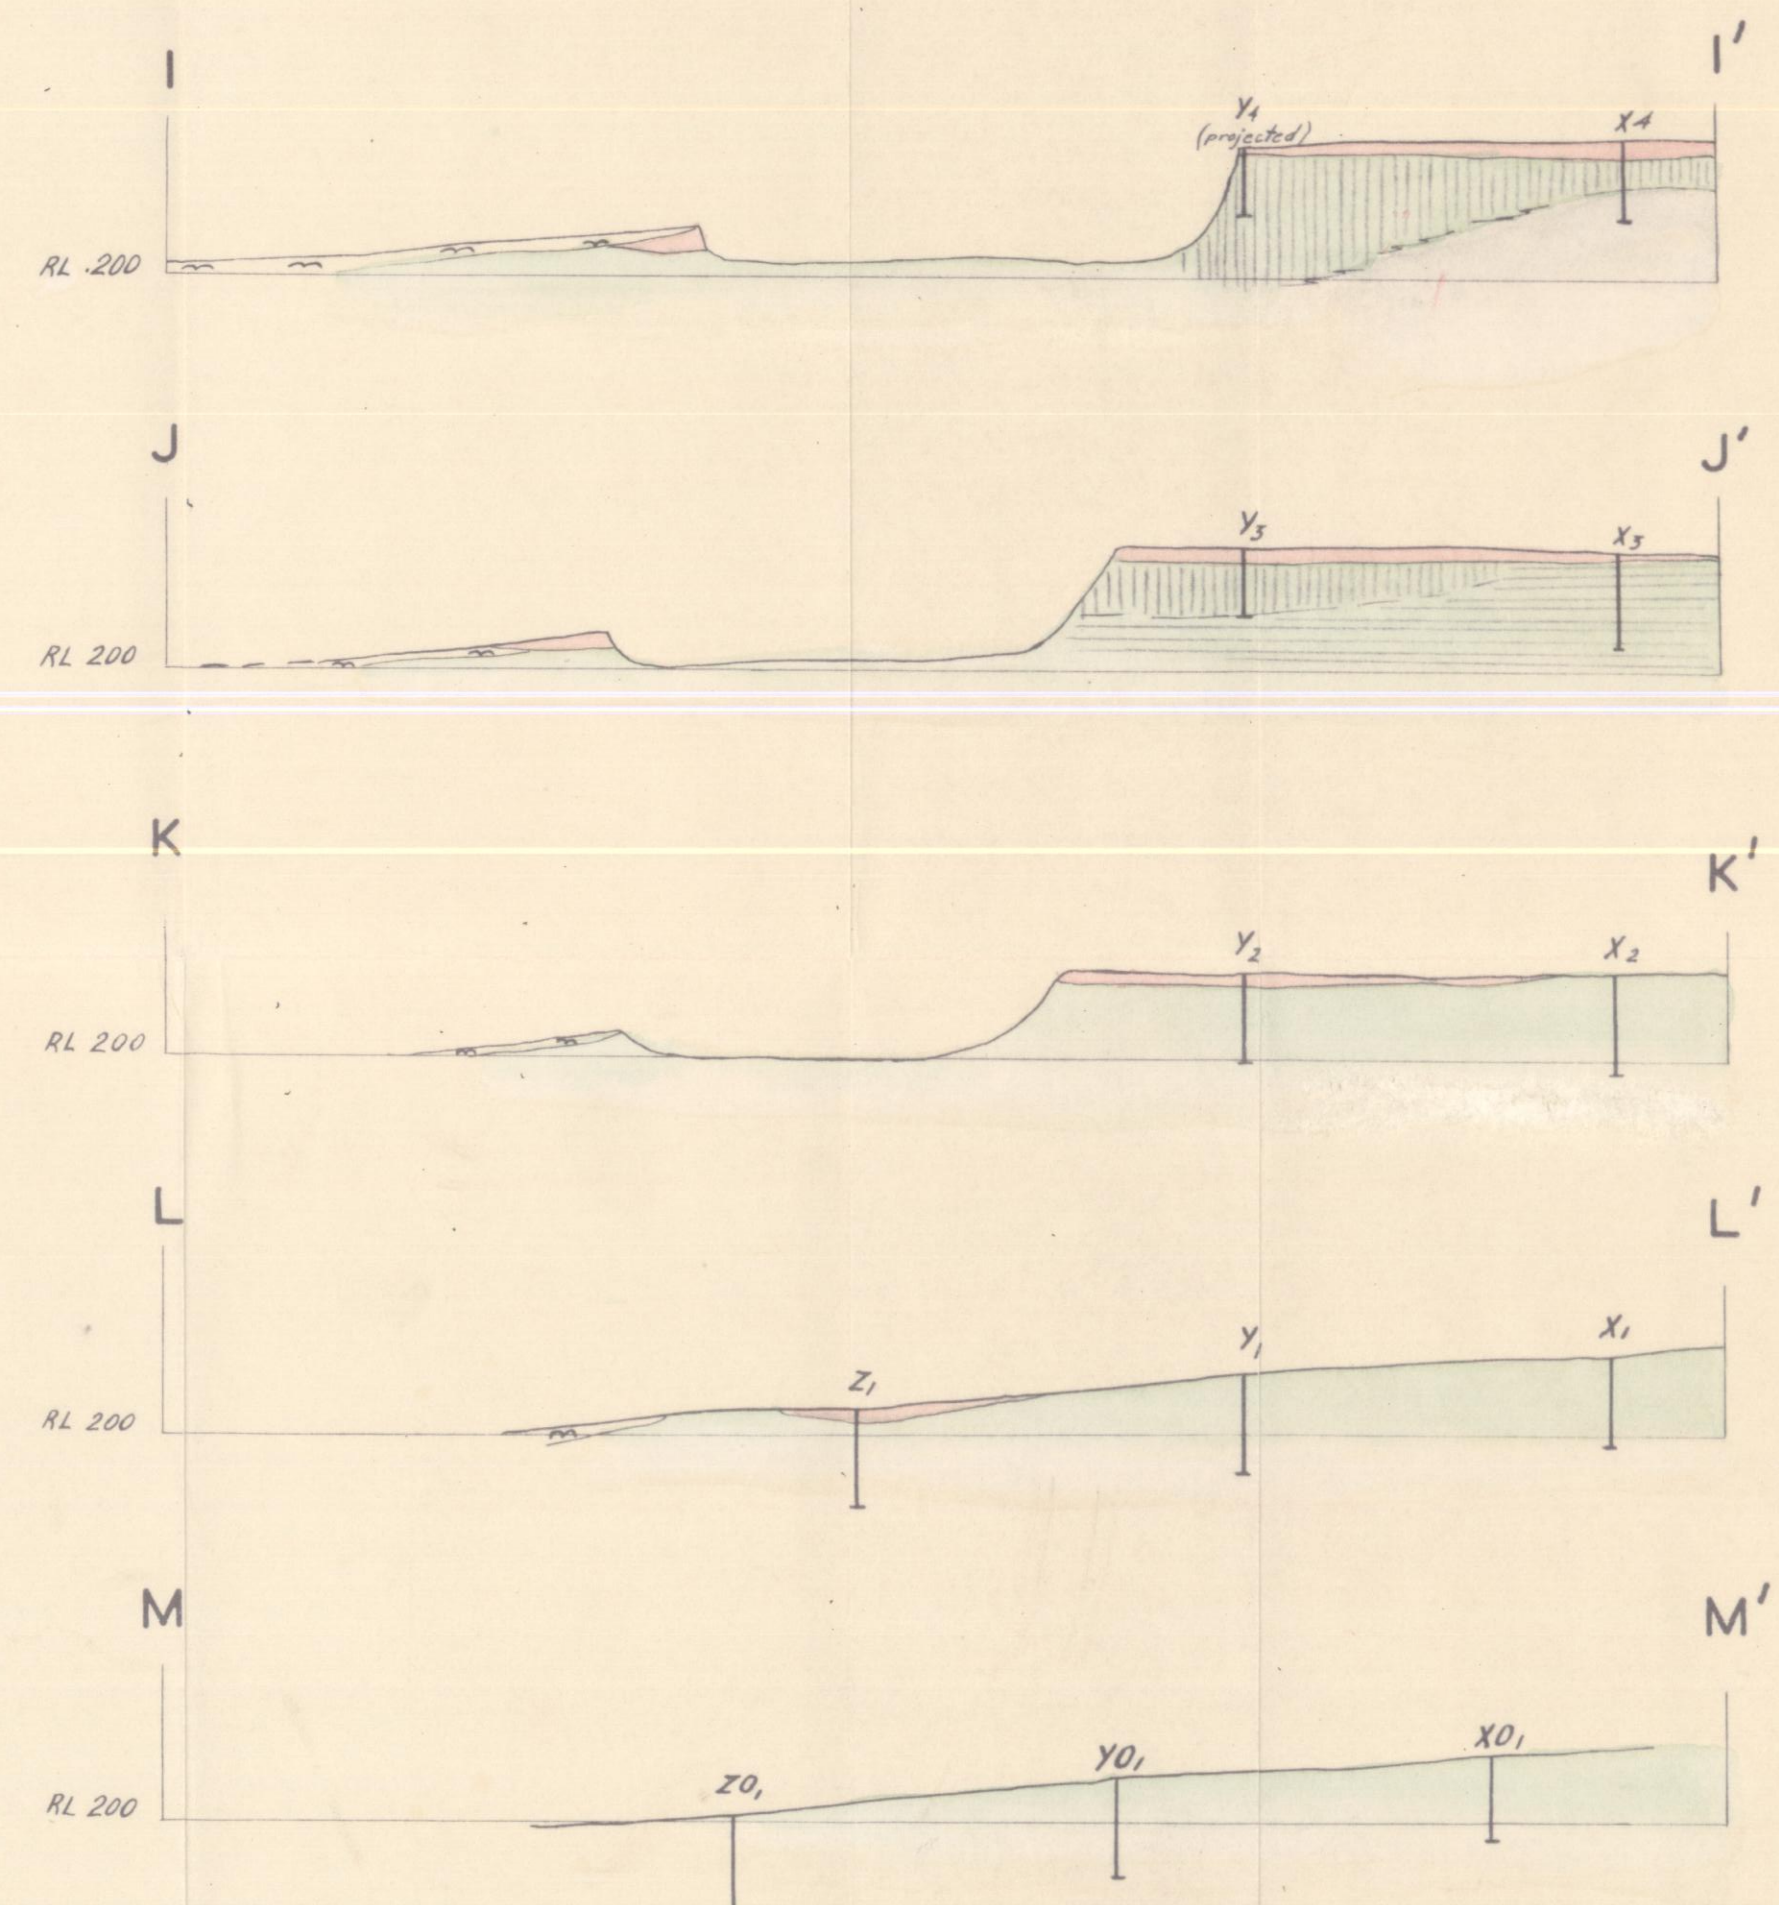 I I'
Y4
(projected)
X4
RL .200
J J'
Y3
X3
RL 200
K K'
Y2
X2
RL 200
L L'
Z1
Y1
X1
RL 200
M M'
ZO1
YO1
XO1
RL 200